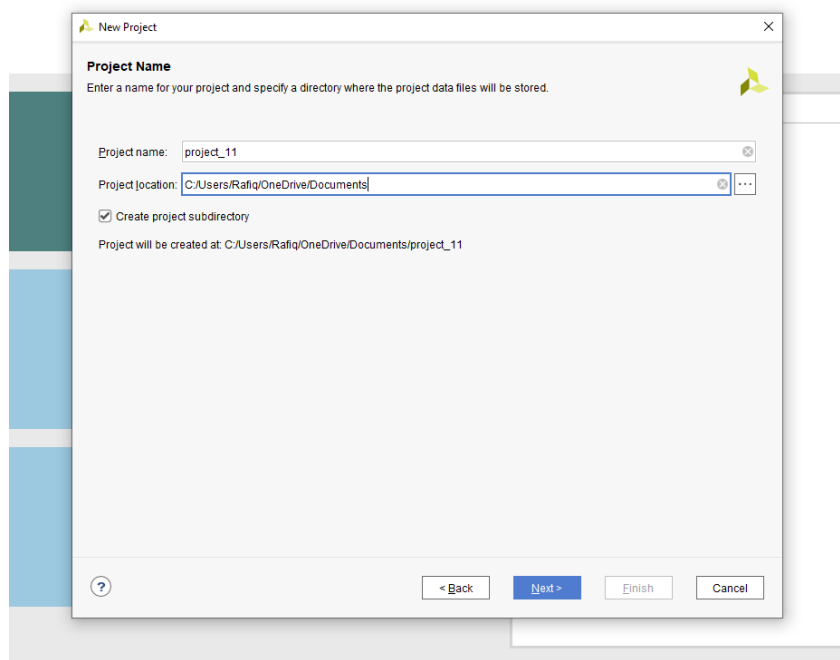 New Project
Project Name
Enter a name for your project and specify a directory where the project data files will be stored.
Project name: project_11
Project location: C:/Users/Rafiq/OneDrive/Documents ...
Create project subdirectory
Project will be created at: C:/Users/Rafiq/OneDrive/Documents/project_11
? < Back Next > Finish Cancel